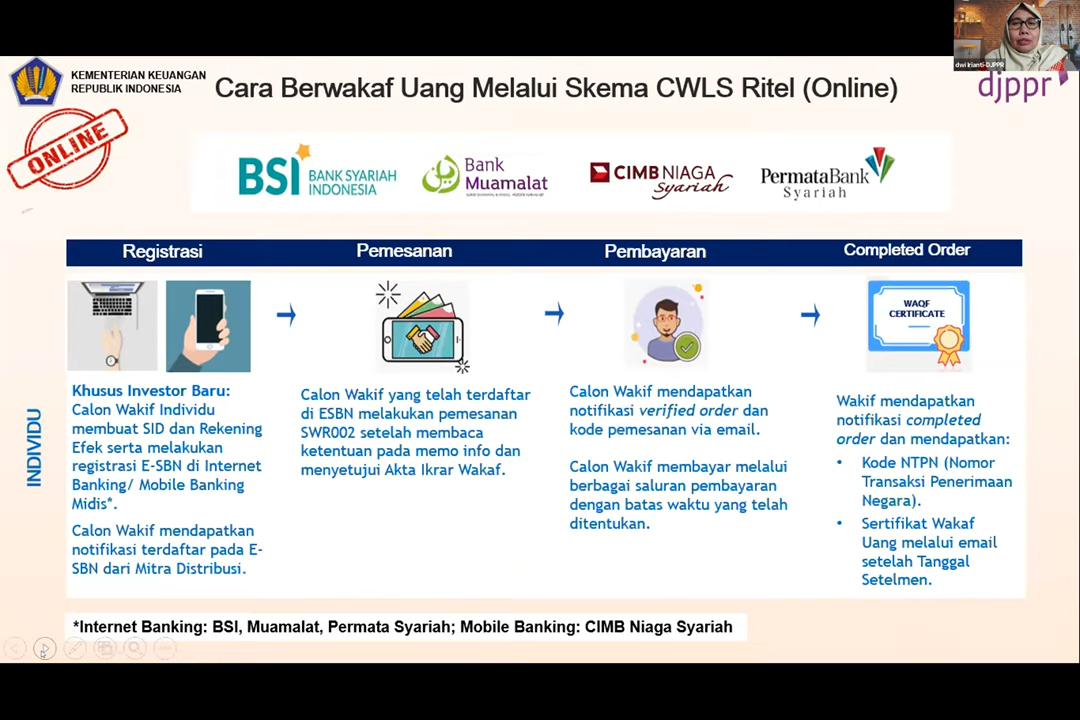 dwi Irianti-DJPPR
KEMENTERIAN KEUANGAN
REPUBLIK INDONESIA
Cara Berwakaf Uang Melalui Skema CWLS Ritel (Online)
djppr
ONLINE
BSI BANK SYARIAH
INDONESIA
Bank
Muamalat
CIMB NIAGA
Syariah
PermataBank
Syariah
Registrasi
Pemesanan
Pembayaran
Completed Order
WAQF
CERTIFICATE
INDIVIDU
Khusus Investor Baru:
Calon Wakif Individu
membuat SID dan Rekening
Efek serta melakukan
registrasi E-SBN di Internet
Banking/ Mobile Banking
Midis*.
Calon Wakif mendapatkan
notifikasi terdaftar pada E-
SBN dari Mitra Distribusi.
Calon Wakif yang telah terdaftar
di ESBN melakukan pemesanan
SWR002 setelah membaca
ketentuan pada memo info dan
menyetujui Akta Ikrar Wakaf.
Calon Wakif mendapatkan
notifikasi verified order dan
kode pemesanan via email.
Calon Wakif membayar melalui
berbagai saluran pembayaran
dengan batas waktu yang telah
ditentukan.
Wakif mendapatkan
notifikasi completed
order dan mendapatkan:
• Kode NTPN (Nomor
Transaksi Penerimaan
Negara).
• Sertifikat Wakaf
Uang melalui email
setelah Tanggal
Setelmen.
*Internet Banking: BSI, Muamalat, Permata Syariah; Mobile Banking: CIMB Niaga Syariah